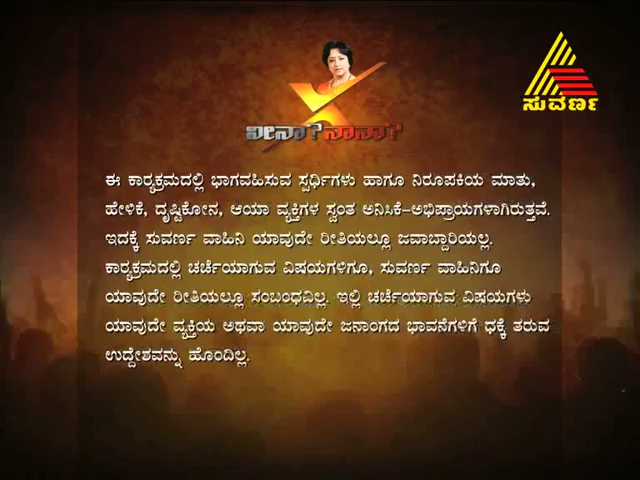 ಸುವರ್ಣ
ನೀನಾ? ನಾನಾ?
ಈ ಕಾರ್‍ಯಕ್ರಮದಲ್ಲಿ ಭಾಗವಹಿಸುವ ಸ್ಪರ್ಧಿಗಳು ಹಾಗೂ ನಿರೂಪಕಿಯ ಮಾತು,
ಹೇಳಿಕೆ, ದೃಷ್ಟಿಕೋನ, ಆಯಾ ವ್ಯಕ್ತಿಗಳ ಸ್ವಂತ ಅನಿಸಿಕೆ–ಅಭಿಪ್ರಾಯಗಳಾಗಿರುತ್ತವೆ.
ಇದಕ್ಕೆ ಸುವರ್ಣ ವಾಹಿನಿ ಯಾವುದೇ ರೀತಿಯಲ್ಲೂ ಜವಾಬ್ದಾರಿಯಲ್ಲ.
ಕಾರ್‍ಯಕ್ರಮದಲ್ಲಿ ಚರ್ಚೆಯಾಗುವ ವಿಷಯಗಳಿಗೂ, ಸುವರ್ಣ ವಾಹಿನಿಗೂ
ಯಾವುದೇ ರೀತಿಯಲ್ಲೂ ಸಂಬಂಧವಿಲ್ಲ. ಇಲ್ಲಿ ಚರ್ಚೆಯಾಗುವ ವಿಷಯಗಳು
ಯಾವುದೇ ವ್ಯಕ್ತಿಯ ಅಥವಾ ಯಾವುದೇ ಜನಾಂಗದ ಭಾವನೆಗಳಿಗೆ ಧಕ್ಕೆ ತರುವ
ಉದ್ದೇಶವನ್ನು ಹೊಂದಿಲ್ಲ.